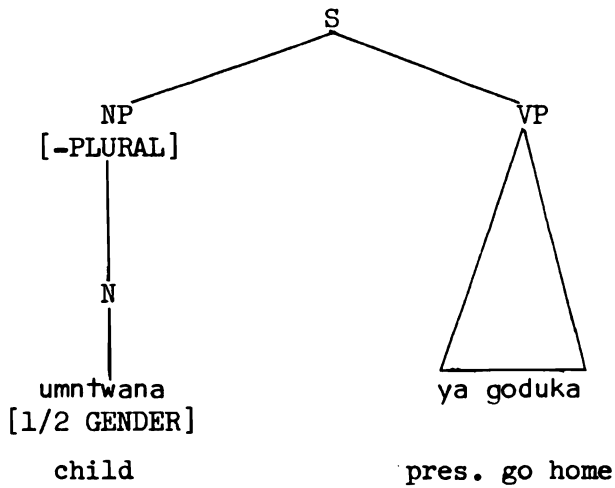 S
NP VP
[-PLURAL]
N
umntwana ya goduka
[1/2 GENDER]
child pres. go home